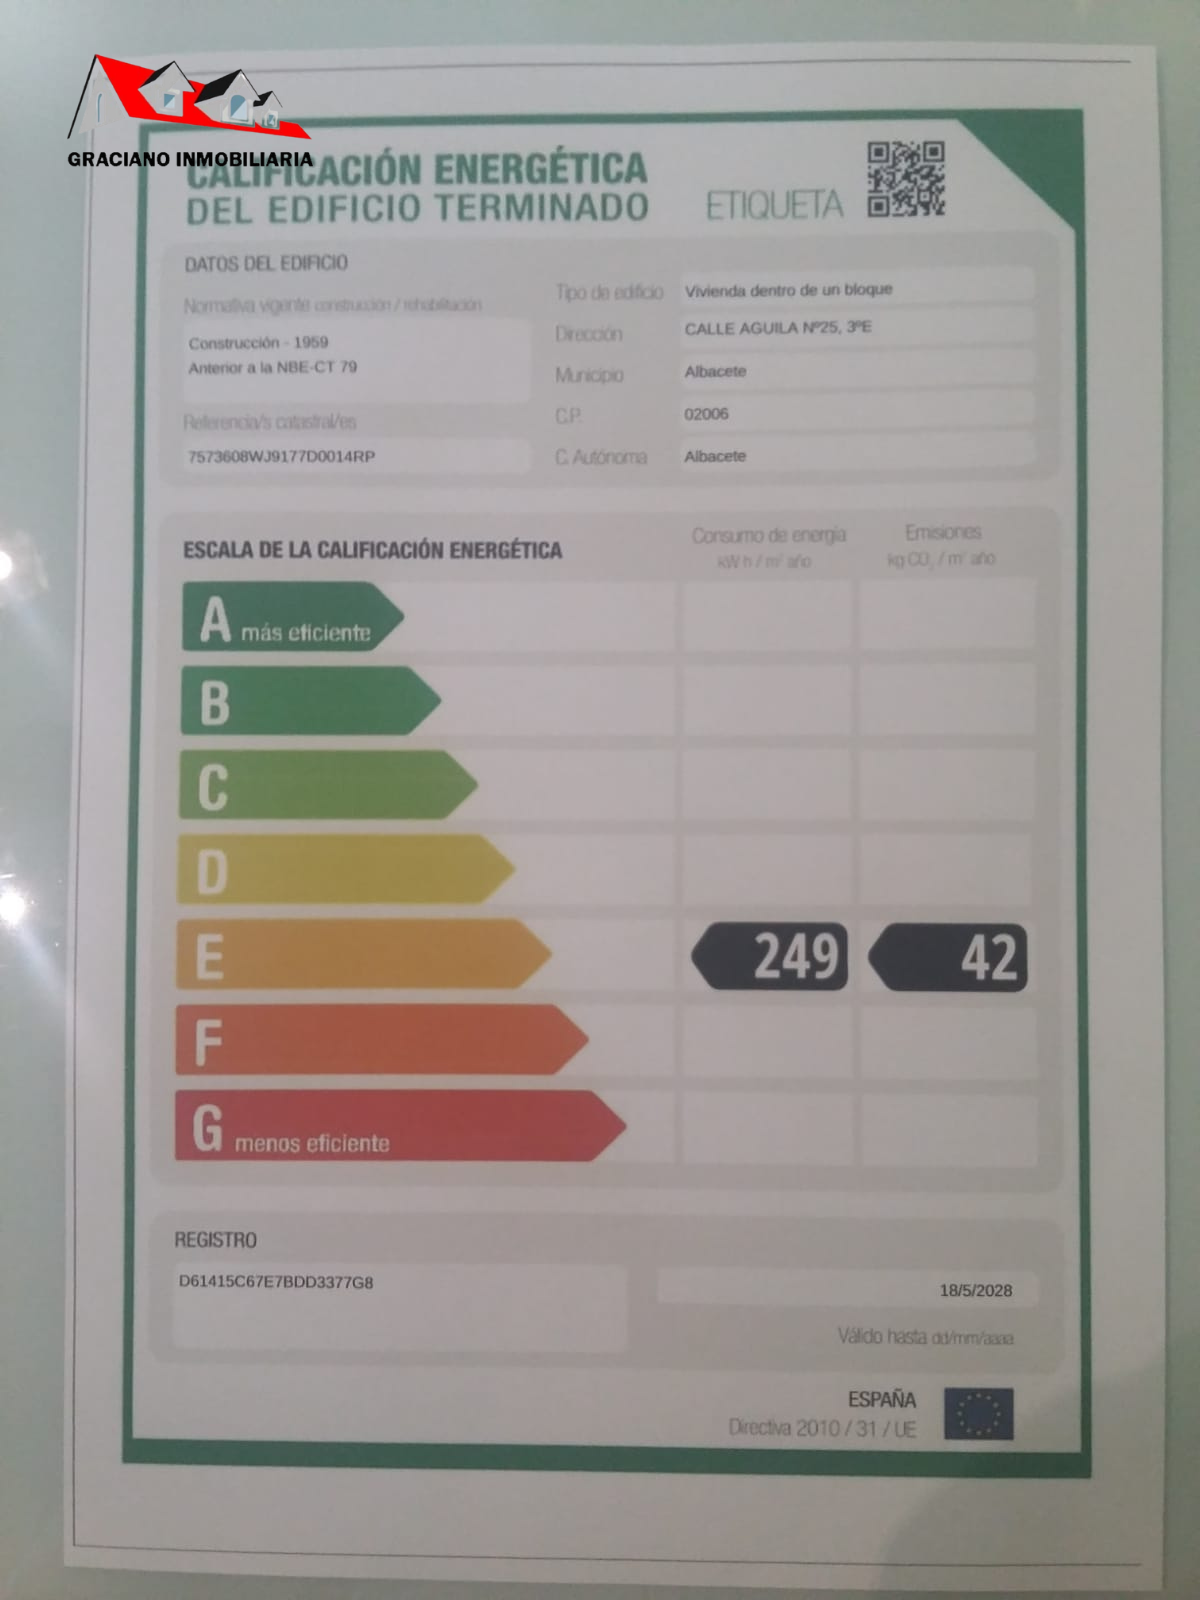 GRACIANO INMOBILIARIA
CALIFICACIÓN ENERGÉTICA
DEL EDIFICIO TERMINADO
ETIQUETA
DATOS DEL EDIFICIO
Normativa vigente construcción / rehabilitación
Construcción - 1959
Anterior a la NBE-CT 79
Referencia/s catastral/es
7573608WJ9177D0014RP
Tipo de edificio Vivienda dentro de un bloque
Dirección CALLE AGUILA Nº25, 3ºE
Municipio Albacete
C.P. 02006
C. Autónoma Albacete
ESCALA DE LA CALIFICACIÓN ENERGÉTICA
Consumo de energía
kW h / m² año
Emisiones
kg CO₂ / m² año
A más eficiente
B
C
D
E 249 42
F
G menos eficiente
REGISTRO
D61415C67E7BDD3377G8
18/5/2028
Válido hasta dd/mm/aaaa
ESPAÑA
Directiva 2010 / 31 / UE